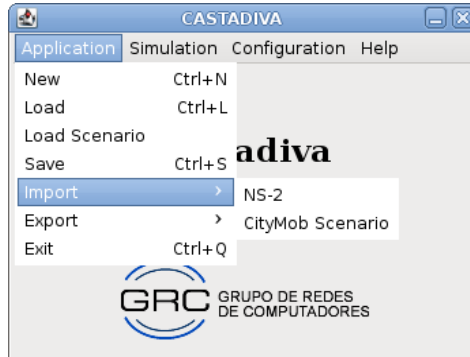 CASTADIVA
Application Simulation Configuration Help
New Ctrl+N
Load Ctrl+L
Load Scenario
Save Ctrl+S
adiva
Import
NS-2
Export
CityMob Scenario
Exit Ctrl+Q
GRC
GRUPO DE REDES
DE COMPUTADORES